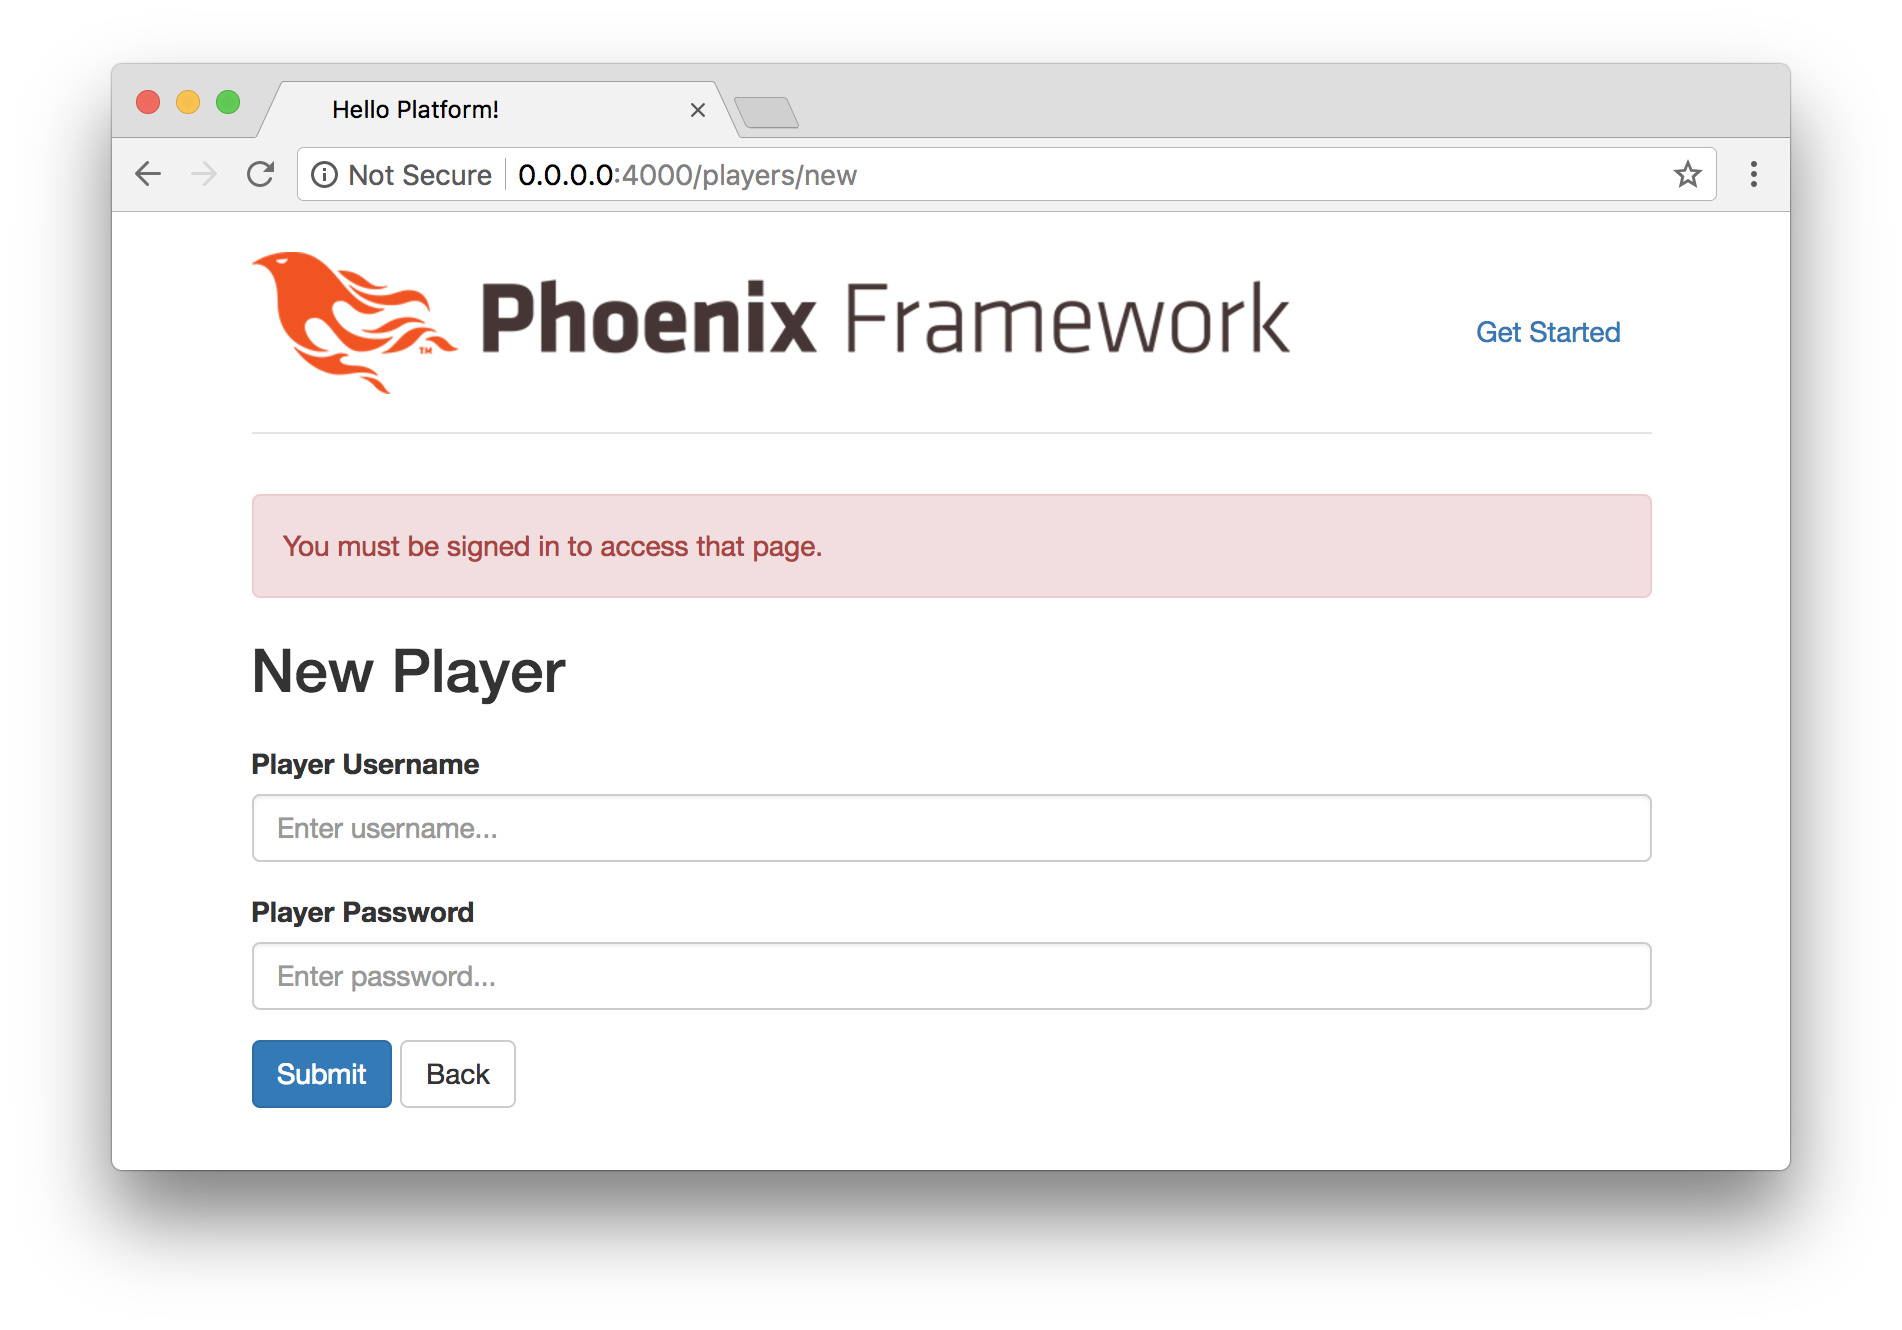 Hello Platform!
Not Secure 0.0.0.0:4000/players/new
Phoenix Framework
TM
Get Started
You must be signed in to access that page.
New Player
Player Username
Enter username...
Player Password
Enter password...
Submit Back